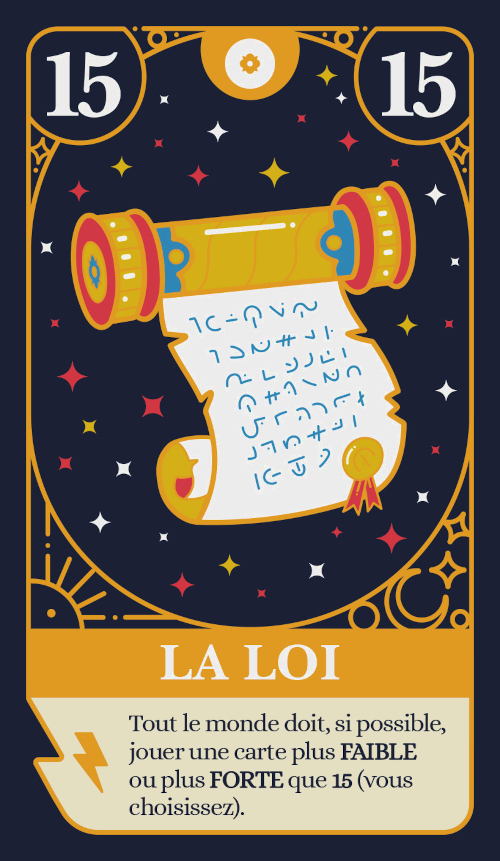 15
15
LA LOI
Tout le monde doit, si possible,
jouer une carte plus FAIBLE
ou plus FORTE que 15 (vous
choisissez).